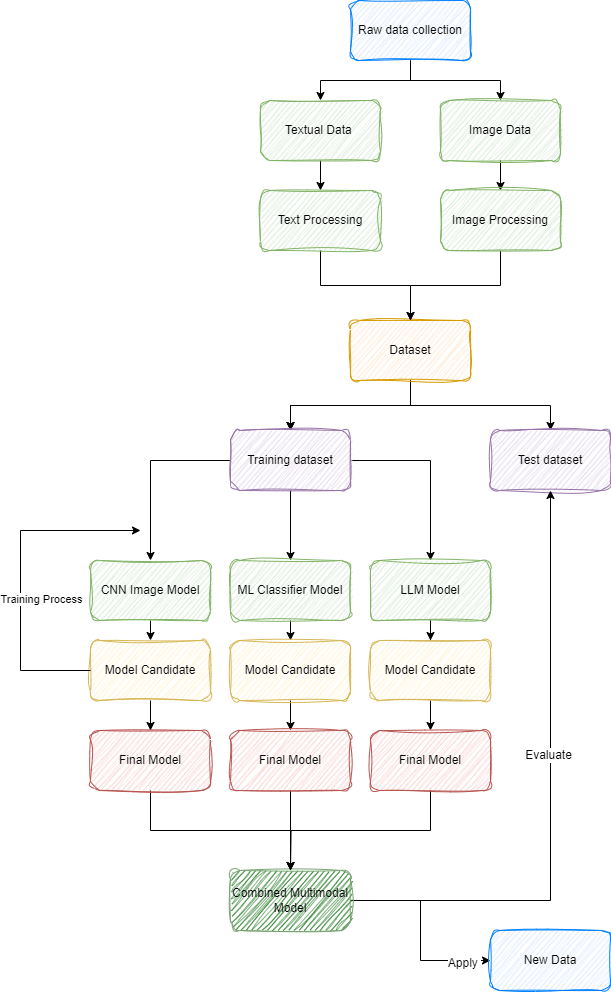 Raw data collection
Textual Data
Image Data
Text Processing
Image Processing
Dataset
Training dataset
Test dataset
CNN Image Model
ML Classifier Model
LLM Model
Training Process
Model Candidate
Model Candidate
Model Candidate
Final Model
Final Model
Final Model
Evaluate
Combined Multimodal
Model
Apply
New Data